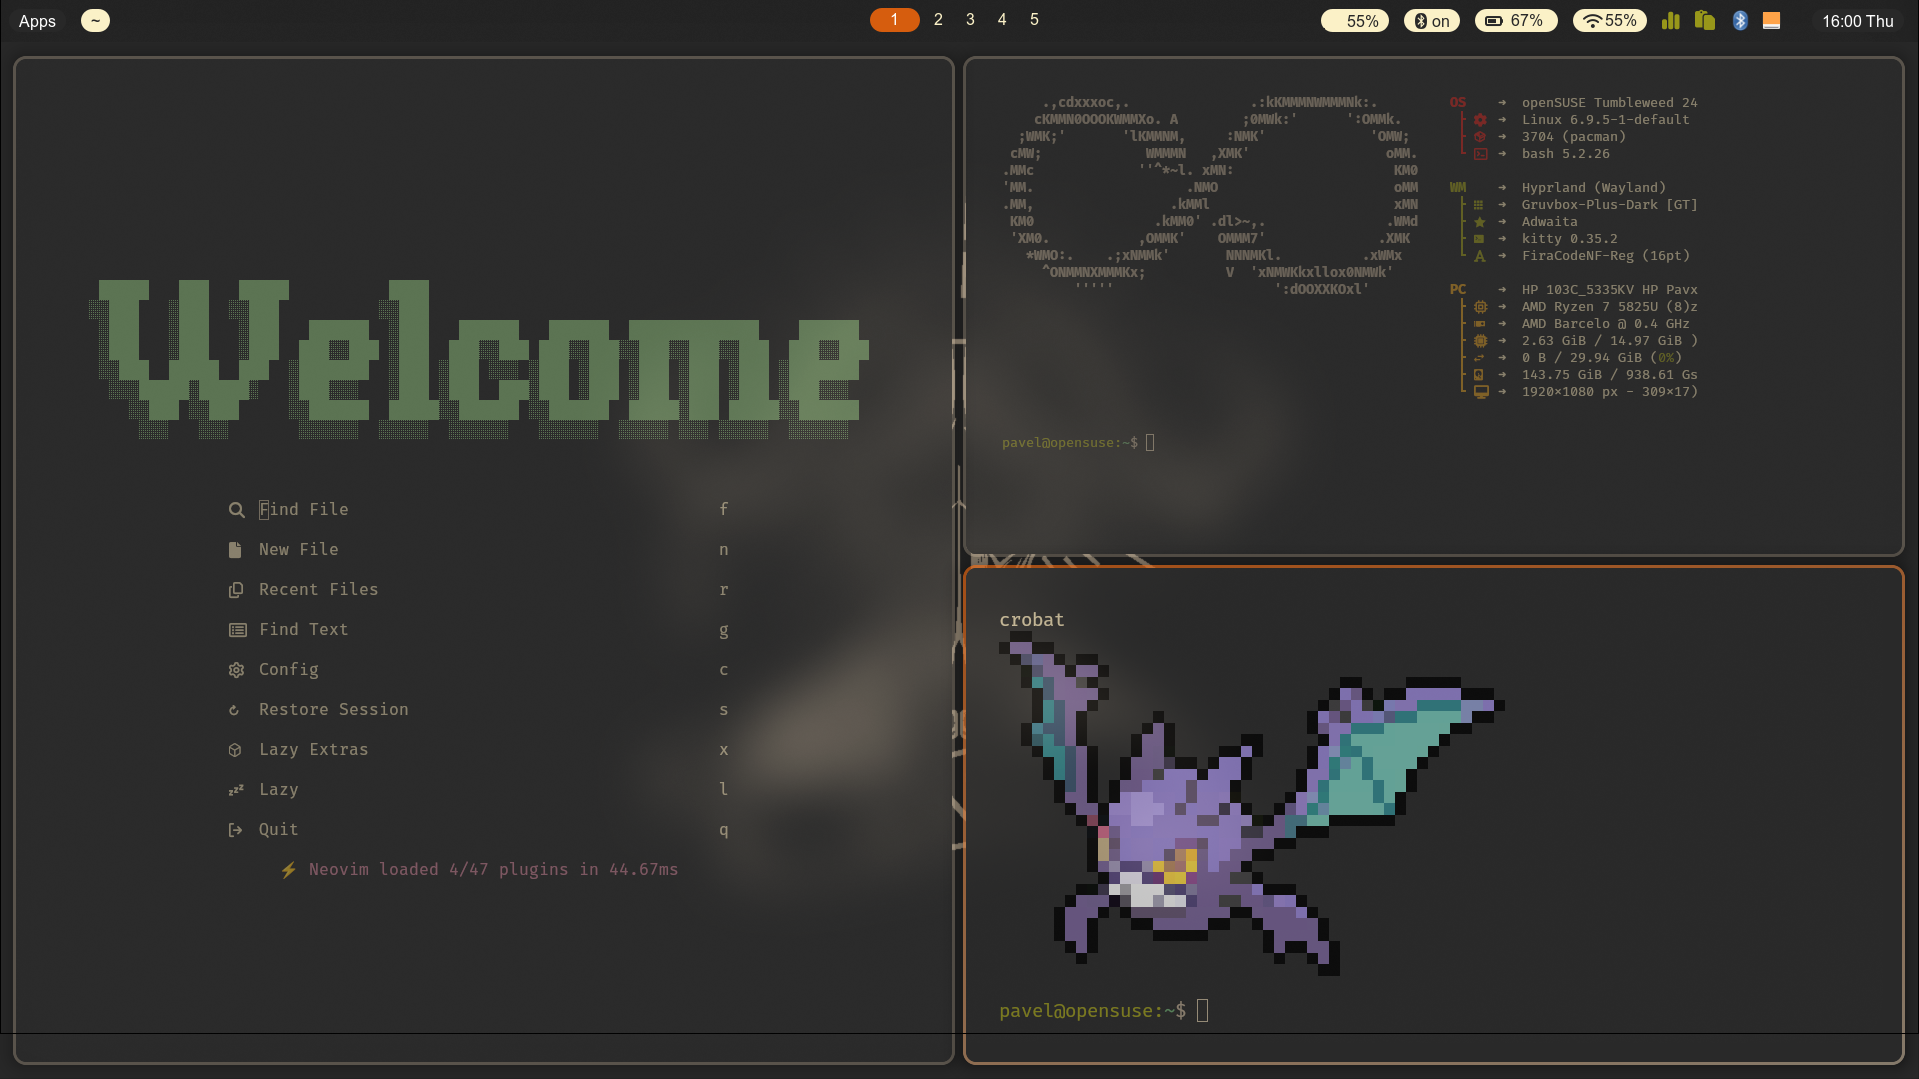 Apps ~ 1 2 3 4 5 55% on 67% 55% 16:00 Thu
Welcome
Find File f
New File n
Recent Files r
Find Text g
Config c
Restore Session s
Lazy Extras x
Lazy l
Quit q
⚡ Neovim loaded 4/47 plugins in 44.67ms
OS ➜ openSUSE Tumbleweed 24
➜ Linux 6.9.5-1-default
➜ 3704 (pacman)
➜ bash 5.2.26
WM ➜ Hyprland (Wayland)
➜ Gruvbox-Plus-Dark [GT]
➜ Adwaita
➜ kitty 0.35.2
➜ FiraCodeNF-Reg (16pt)
PC ➜ HP 103C_5335KV HP Pavx
➜ AMD Ryzen 7 5825U (8)z
➜ AMD Barcelo @ 0.4 GHz
➜ 2.63 GiB / 14.97 GiB )
➜ 0 B / 29.94 GiB (0%)
➜ 143.75 GiB / 938.61 Gs
➜ 1920×1080 px - 309×17)
pavel@opensuse:~$
crobat
pavel@opensuse:~$